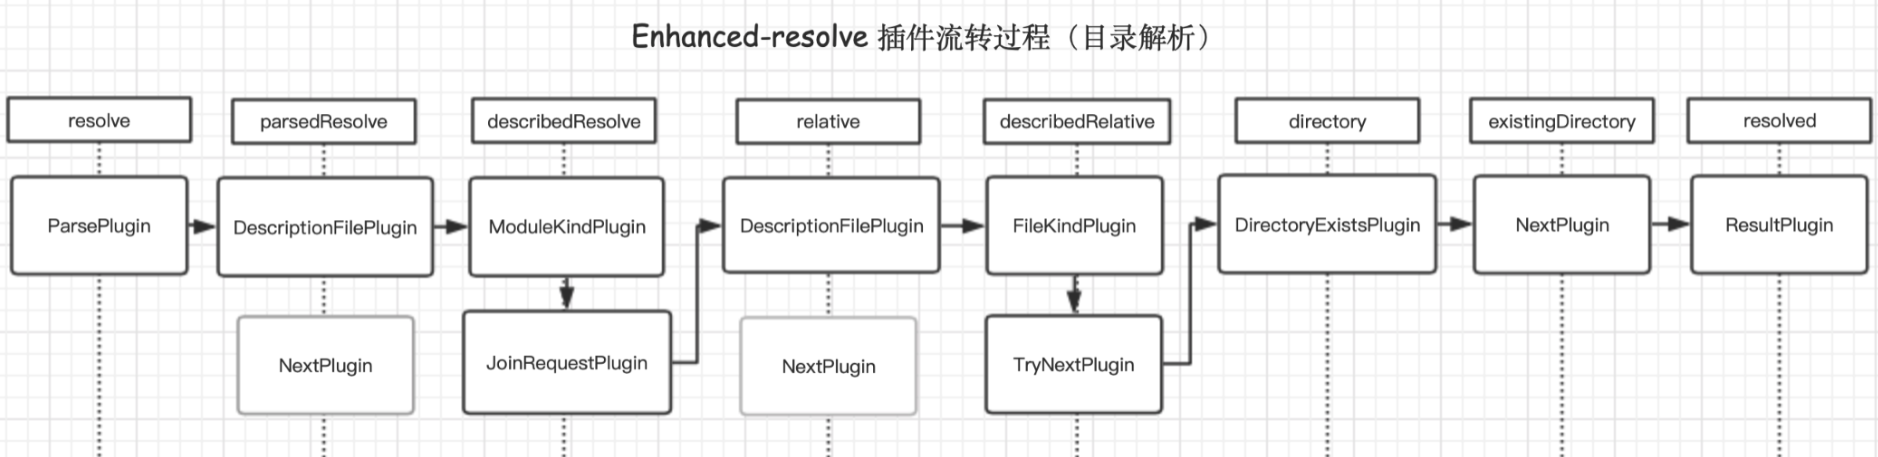 Enhanced-resolve 插件流转过程（目录解析）
resolve
parsedResolve
describedResolve
relative
describedRelative
directory
existingDirectory
resolved
ParsePlugin
DescriptionFilePlugin
ModuleKindPlugin
DescriptionFilePlugin
FileKindPlugin
DirectoryExistsPlugin
NextPlugin
ResultPlugin
NextPlugin
JoinRequestPlugin
NextPlugin
TryNextPlugin